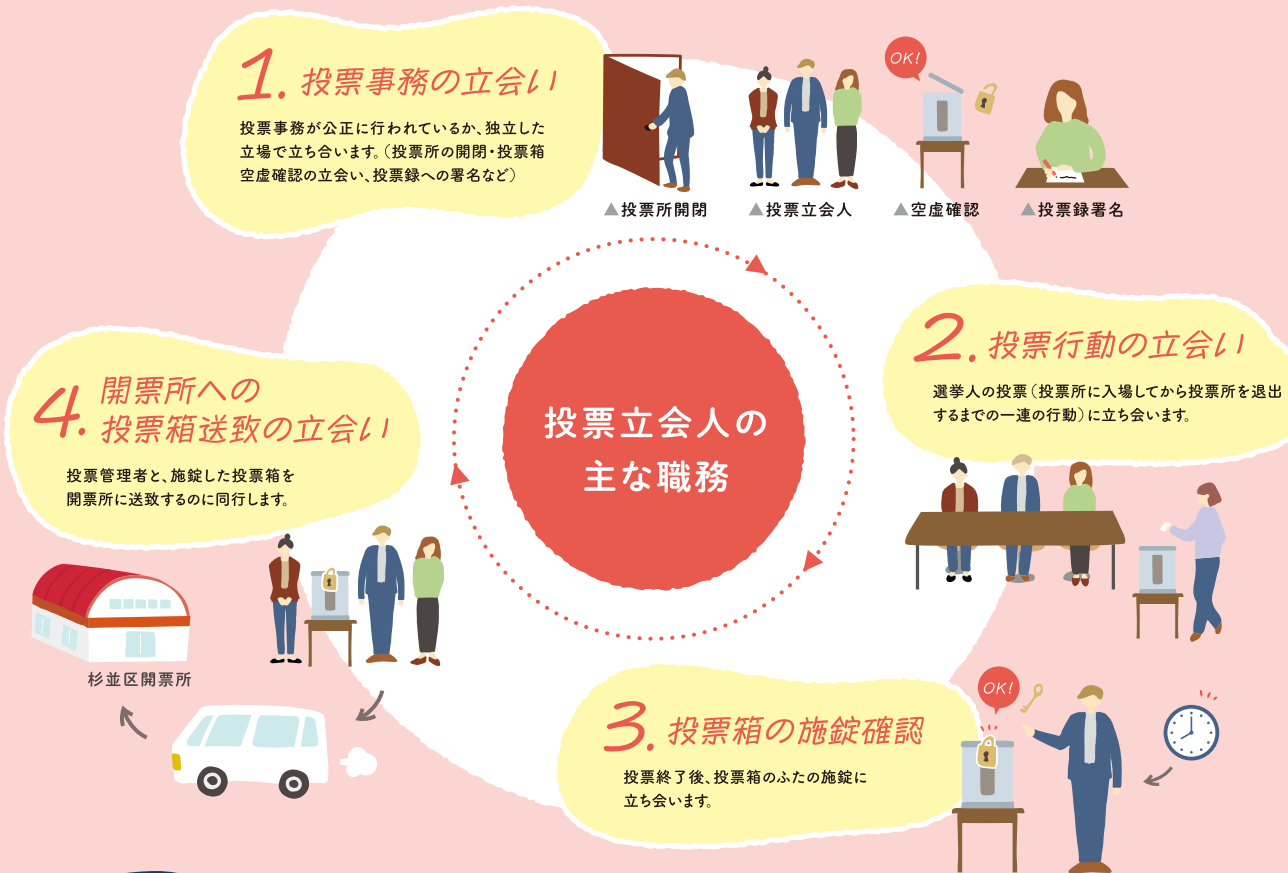 1. 投票事務の立会い
投票事務が公正に行われているか、独立した
立場で立ち合います。（投票所の開閉・投票箱
空虚確認の立会い、投票録への署名など）
OK!
▲投票所開閉
▲投票立会人
▲空虚確認
▲投票録署名
投票立会人の
主な職務
2. 投票行動の立会い
選挙人の投票（投票所に入場してから投票所を退出
するまでの一連の行動）に立ち会います。
3. 投票箱の施錠確認
投票終了後、投票箱のふたの施錠に
立ち会います。
OK!
4. 開票所への
投票箱送致の立会い
投票管理者と、施錠した投票箱を
開票所に送致するのに同行します。
杉並区開票所